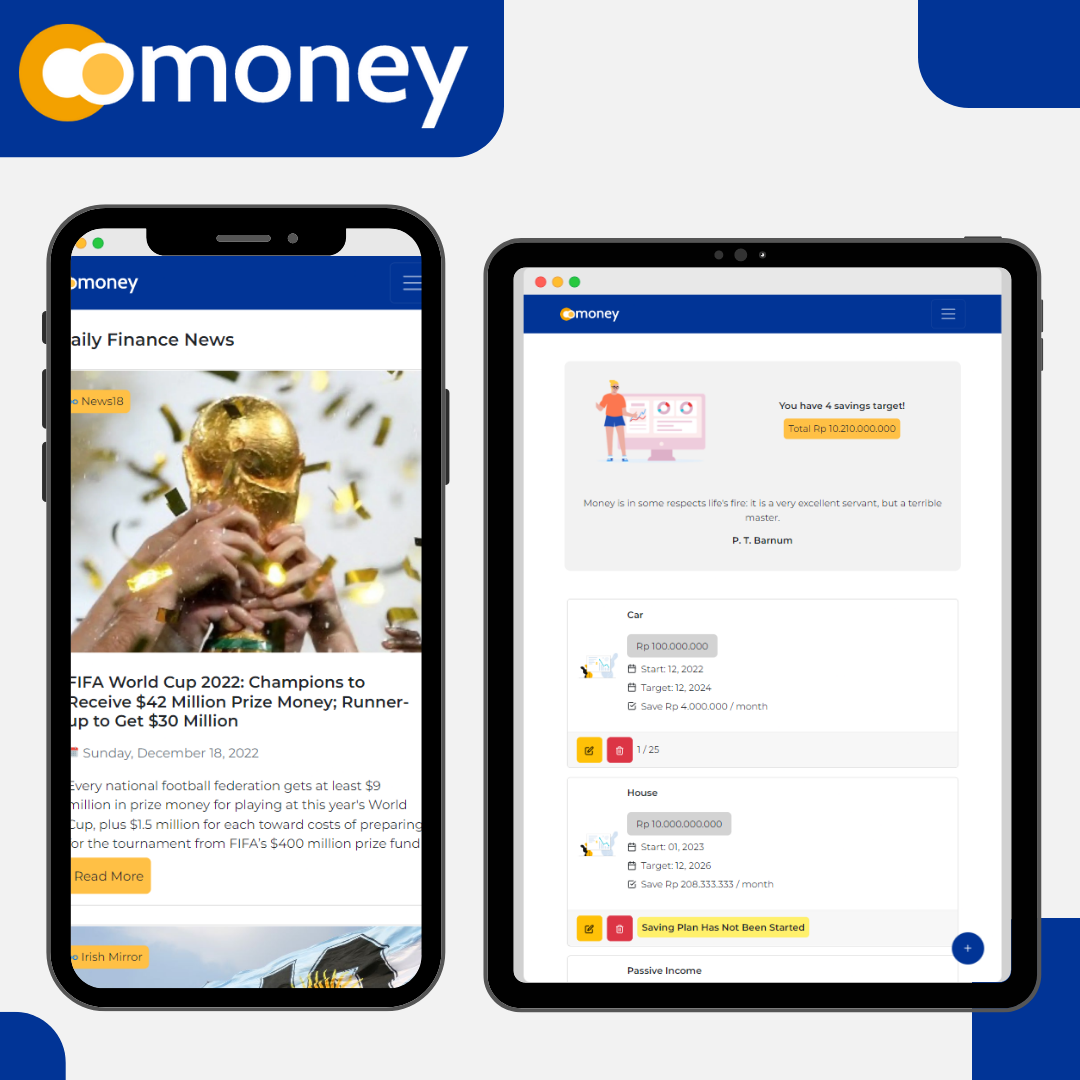 money
money
aily Finance News
News18
FIFA World Cup 2022: Champions to
Receive $42 Million Prize Money; Runner-
up to Get $30 Million
Sunday, December 18, 2022
Every national football federation gets at least $9
million in prize money for playing at this year's World
Cup, plus $1.5 million for each toward costs of preparing
or the tournament from FIFA's $400 million prize fund
Read More
Irish Mirror
money
You have 4 savings target!
Total Rp 10.210.000.000
Money is in some respects life's fire: it is a very excellent servant, but a terrible
master.
P. T. Barnum
Car
Rp 100.000.000
Start: 12, 2022
Target: 12, 2024
Save Rp 4.000.000 / month
1 / 25
House
Rp 10.000.000.000
Start: 01, 2023
Target: 12, 2026
Save Rp 208.333.333 / month
Saving Plan Has Not Been Started
+
Passive Income